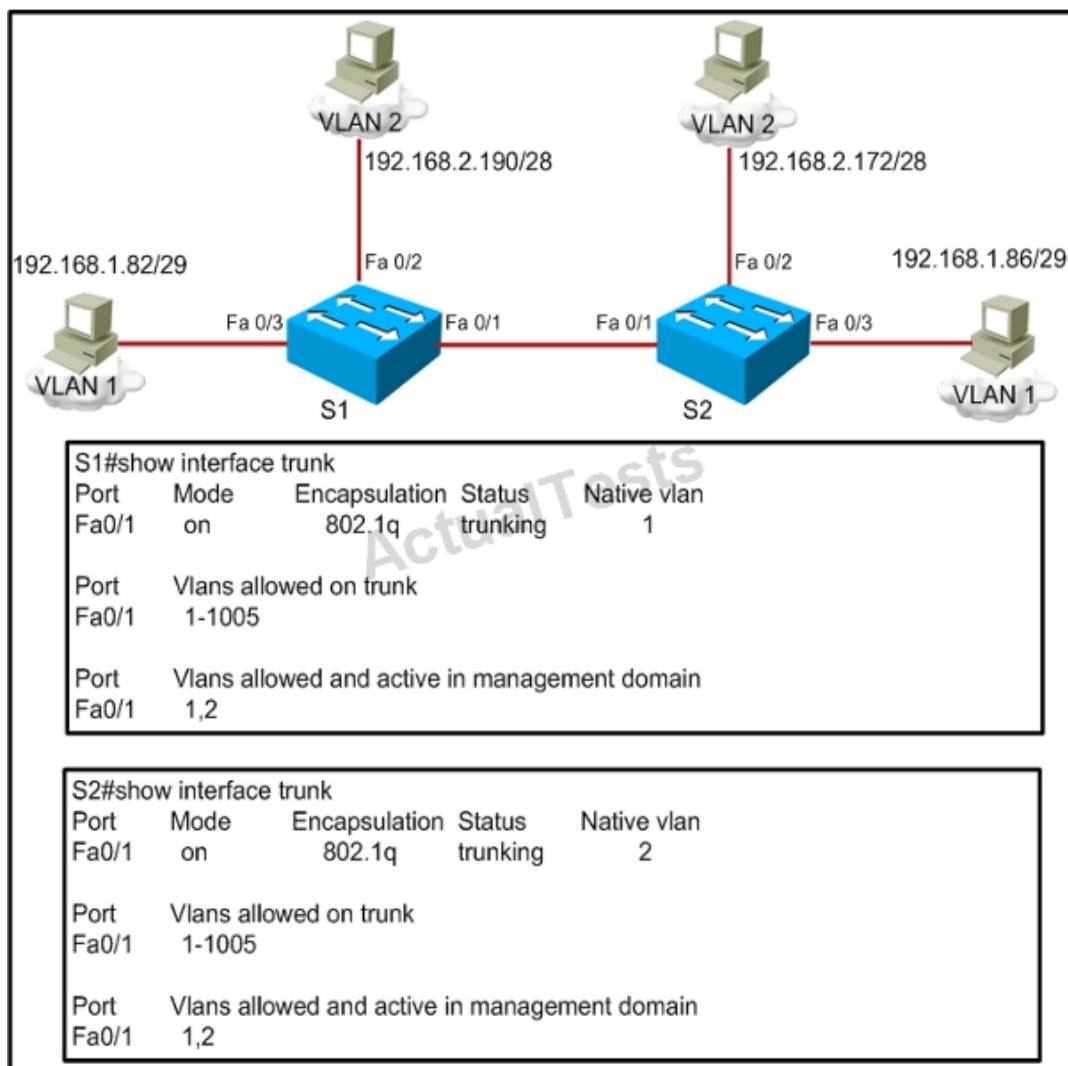 VLAN 2
VLAN 2
192.168.2.190/28
192.168.2.172/28
192.168.1.82/29
Fa 0/2
Fa 0/2
192.168.1.86/29
Fa 0/3
Fa 0/1
Fa 0/1
Fa 0/3
VLAN 1
S1
S2
VLAN 1
S1#show interface trunk
Port Mode Encapsulation Status Native vlan
Fa0/1 on 802.1q trunking 1
Port Vlans allowed on trunk
Fa0/1 1-1005
Port Vlans allowed and active in management domain
Fa0/1 1,2
ActualTests
S2#show interface trunk
Port Mode Encapsulation Status Native vlan
Fa0/1 on 802.1q trunking 2
Port Vlans allowed on trunk
Fa0/1 1-1005
Port Vlans allowed and active in management domain
Fa0/1 1,2